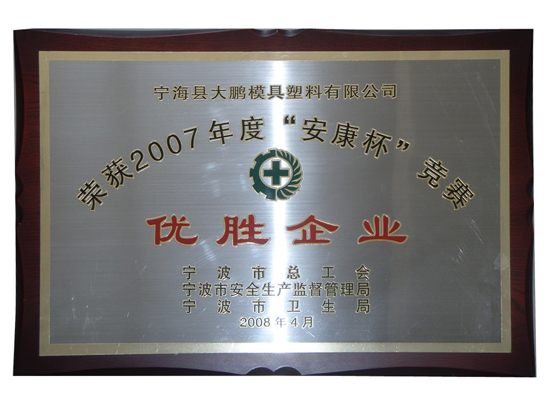 宁海县大鹏模具塑料有限公司
荣获2007年度“安康杯”竞赛
优胜企业
宁波市总工会
宁波市安全生产监督管理局
宁波市卫生局
2008年4月